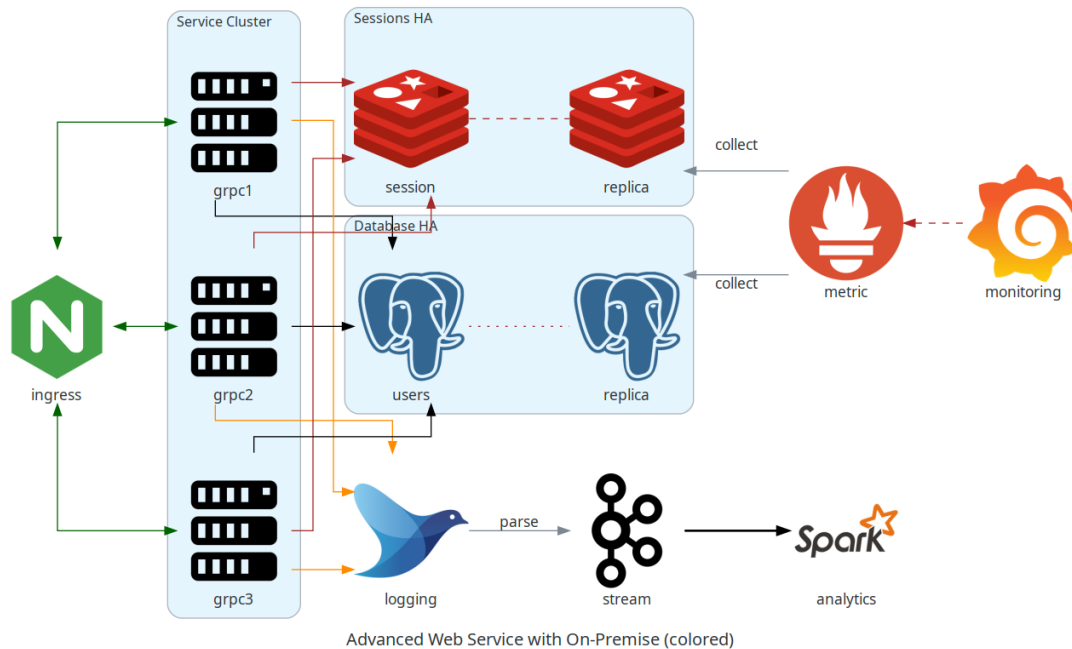 Service Cluster
Sessions HA
grpc1
session
replica
collect
Database HA
collect
metric
monitoring
N
ingress
grpc2
users
replica
parse
Spark
grpc3
logging
stream
analytics
Advanced Web Service with On-Premise (colored)